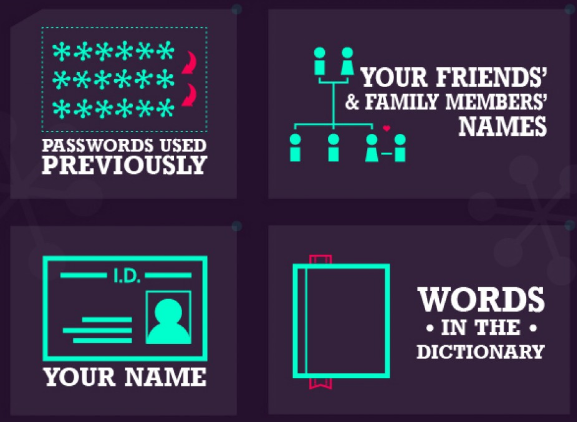 PASSWORDS USED
PREVIOUSLY
YOUR FRIENDS'
& FAMILY MEMBERS'
NAMES
I.D.
YOUR NAME
WORDS
• IN THE •
DICTIONARY